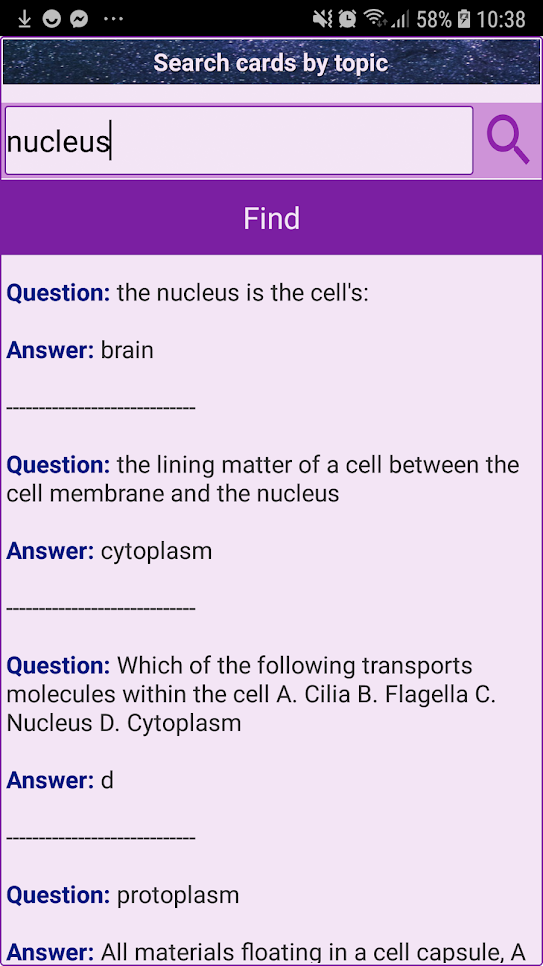 58% 10:38
Search cards by topic
nucleus
Find
Question: the nucleus is the cell's:
Answer: brain
-----------------------------
Question: the lining matter of a cell between the
cell membrane and the nucleus
Answer: cytoplasm
-----------------------------
Question: Which of the following transports
molecules within the cell A. Cilia B. Flagella C.
Nucleus D. Cytoplasm
Answer: d
-----------------------------
Question: protoplasm
Answer: All materials floating in a cell capsule, A